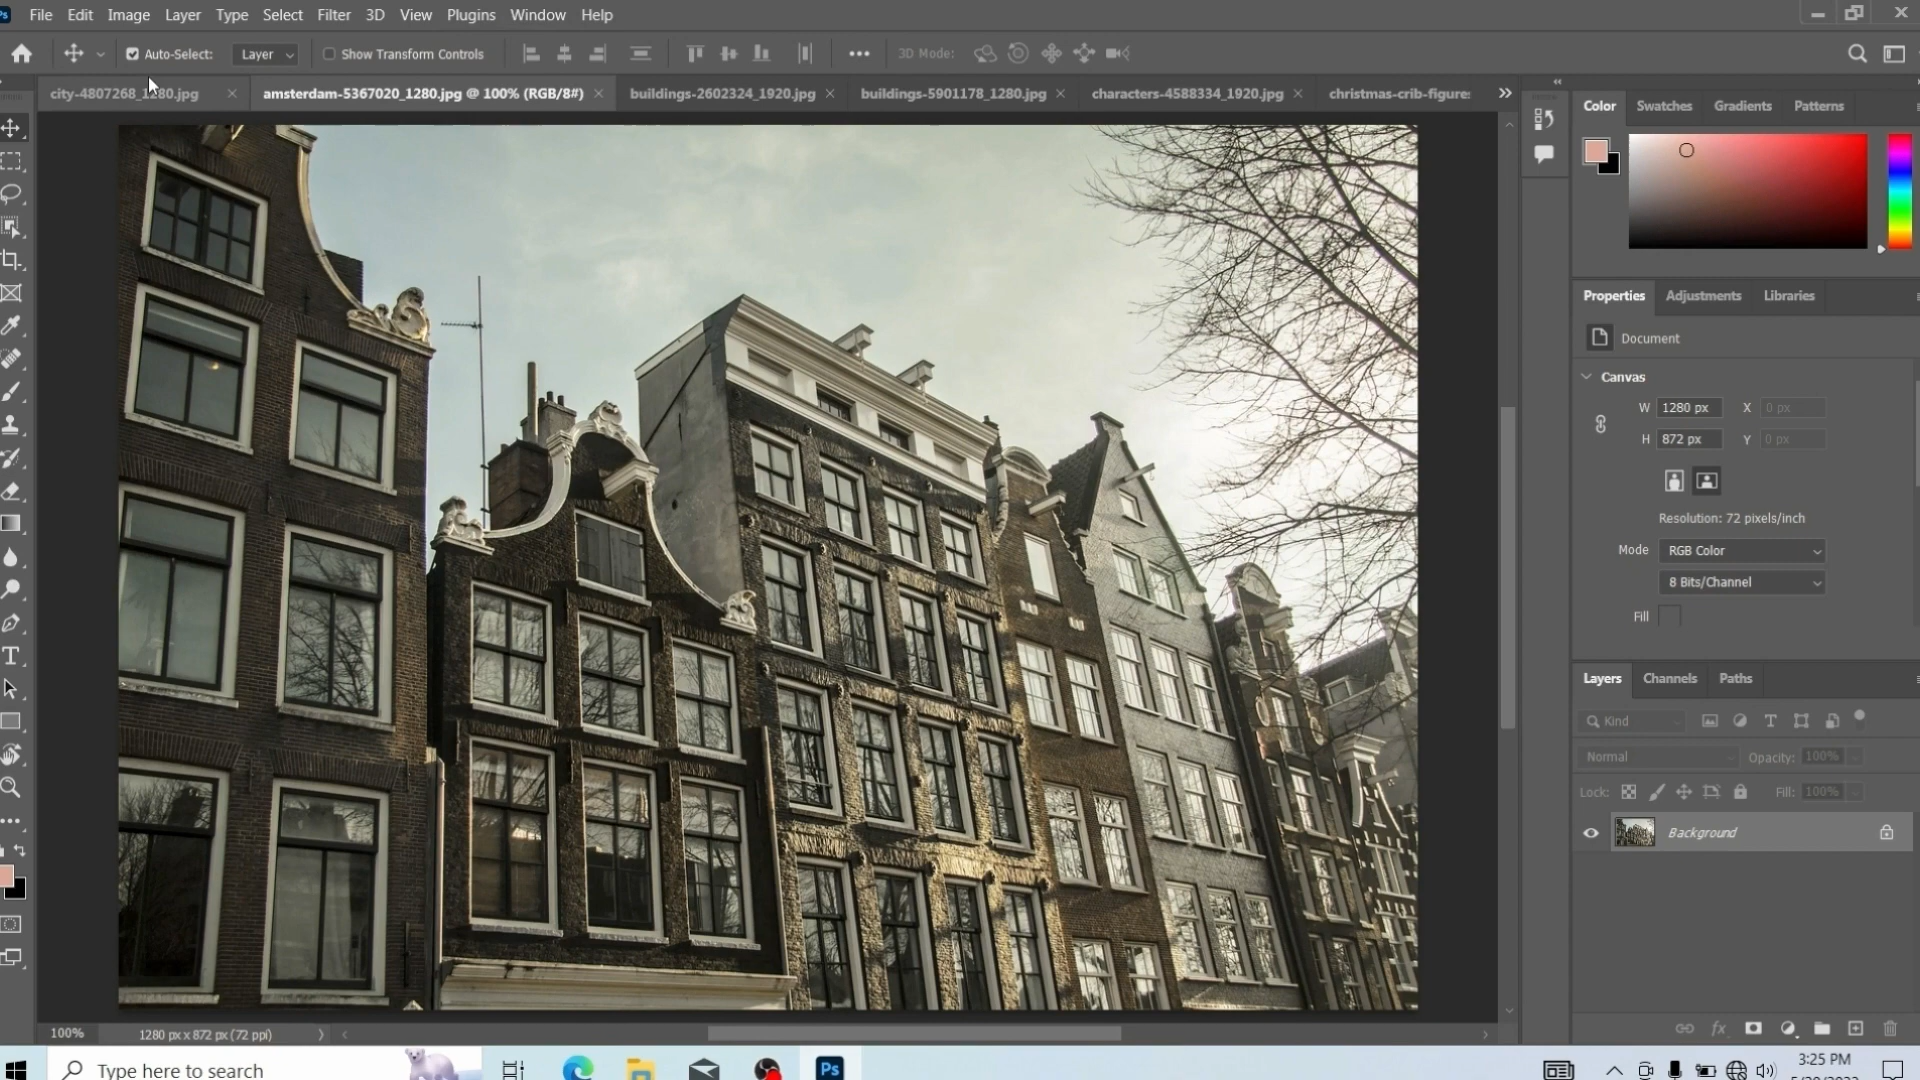 Ps File Edit Image Layer Type Select Filter 3D View Plugins Window Help
Auto-Select: Layer Show Transform Controls 3D Mode:
city-4807268_1280.jpg amsterdam-5367020_1280.jpg @ 100% (RGB/8#) buildings-2602324_1920.jpg buildings-5901178_1280.jpg characters-4588334_1920.jpg christmas-crib-figures
Color Swatches Gradients Patterns
Properties Adjustments Libraries
Document
Canvas
W 1280 px X 0 px
H 872 px Y 0 px
Resolution: 72 pixels/inch
Mode RGB Color
8 Bits/Channel
Fill
Layers Channels Paths
Kind
Normal Opacity: 100%
Lock: Fill: 100%
Background
100% 1280 px x 872 px (72 ppi)
Type here to search
Ps
3:25 PM